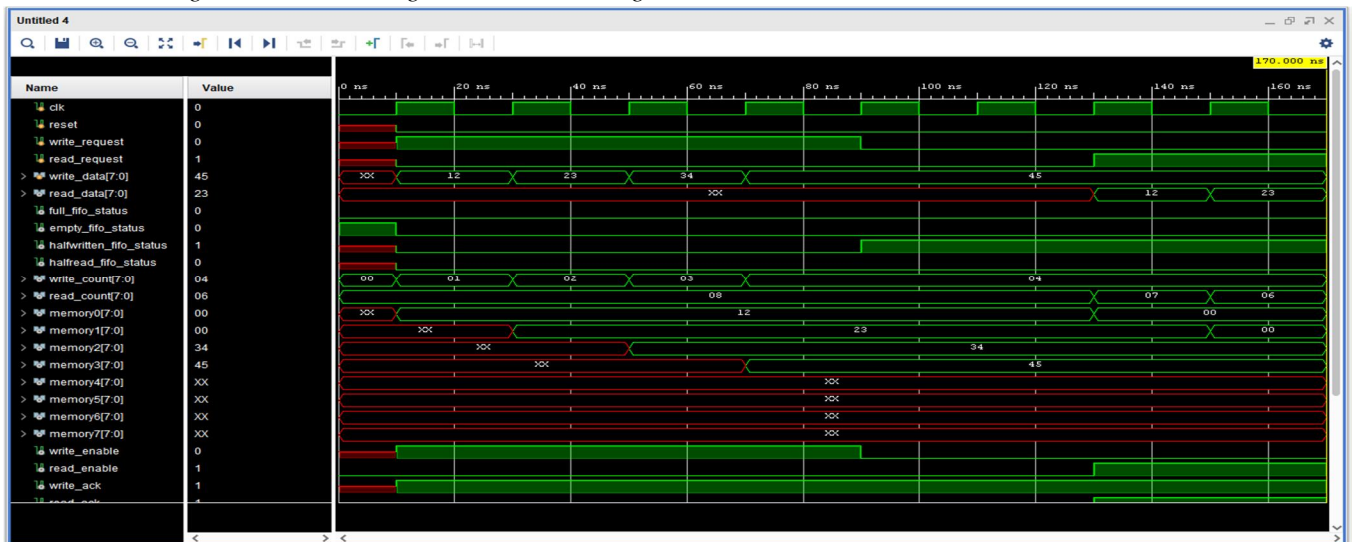 Untitled 4
170.000 ns
Name Value
0 ns 20 ns 40 ns 60 ns 80 ns 100 ns 120 ns 140 ns 160 ns
clk 0
reset 0
write_request 0
read_request 1
write_data[7:0] 45 XX 12 23 34 45
read_data[7:0] 23 XX 12 23
full_fifo_status 0
empty_fifo_status 0
halfwritten_fifo_status 1
halfread_fifo_status 0
write_count[7:0] 04 00 01 02 03 04
read_count[7:0] 06 08 07 06
memory0[7:0] 00 XX 12 00
memory1[7:0] 00 XX 23 00
memory2[7:0] 34 XX 34
memory3[7:0] 45 XX 45
memory4[7:0] XX XX
memory5[7:0] XX XX
memory6[7:0] XX XX
memory7[7:0] XX XX
write_enable 0
read_enable 1
write_ack 1